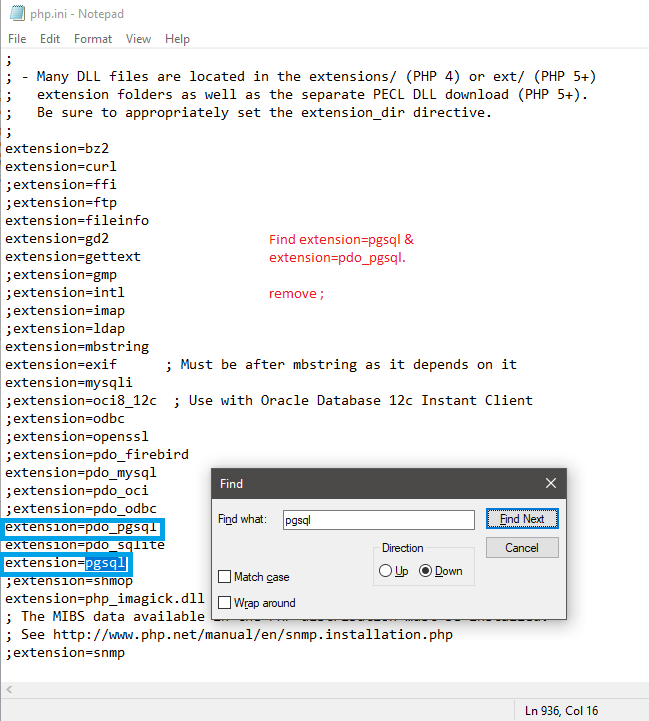 php.ini - Notepad
File Edit Format View Help
;
; - Many DLL files are located in the extensions/ (PHP 4) or ext/ (PHP 5+)
;   extension folders as well as the separate PECL DLL download (PHP 5+).
;   Be sure to appropriately set the extension_dir directive.
;
extension=bz2
extension=curl
;extension=ffi
;extension=ftp
extension=fileinfo
extension=gd2
extension=gettext
;extension=gmp
;extension=intl
;extension=imap
;extension=ldap
extension=mbstring
extension=exif      ; Must be after mbstring as it depends on it
extension=mysqli
;extension=oci8_12c  ; Use with Oracle Database 12c Instant Client
;extension=odbc
;extension=openssl
;extension=pdo_firebird
extension=pdo_mysql
;extension=pdo_oci
;extension=pdo_odbc
extension=pdo_pgsql
extension=pdo_sqlite
extension=pgsql
;extension=shmop
extension=php_imagick.dll
; The MIBS data available in the PHP distribution must be installed.
; See http://www.php.net/manual/en/snmp.installation.php
;extension=snmp
Find extension=pgsql &
extension=pdo_pgsql.
remove ;
Find
Find what: pgsql
Find Next
Cancel
Direction
Up Down
Match case
Wrap around
Ln 936, Col 16